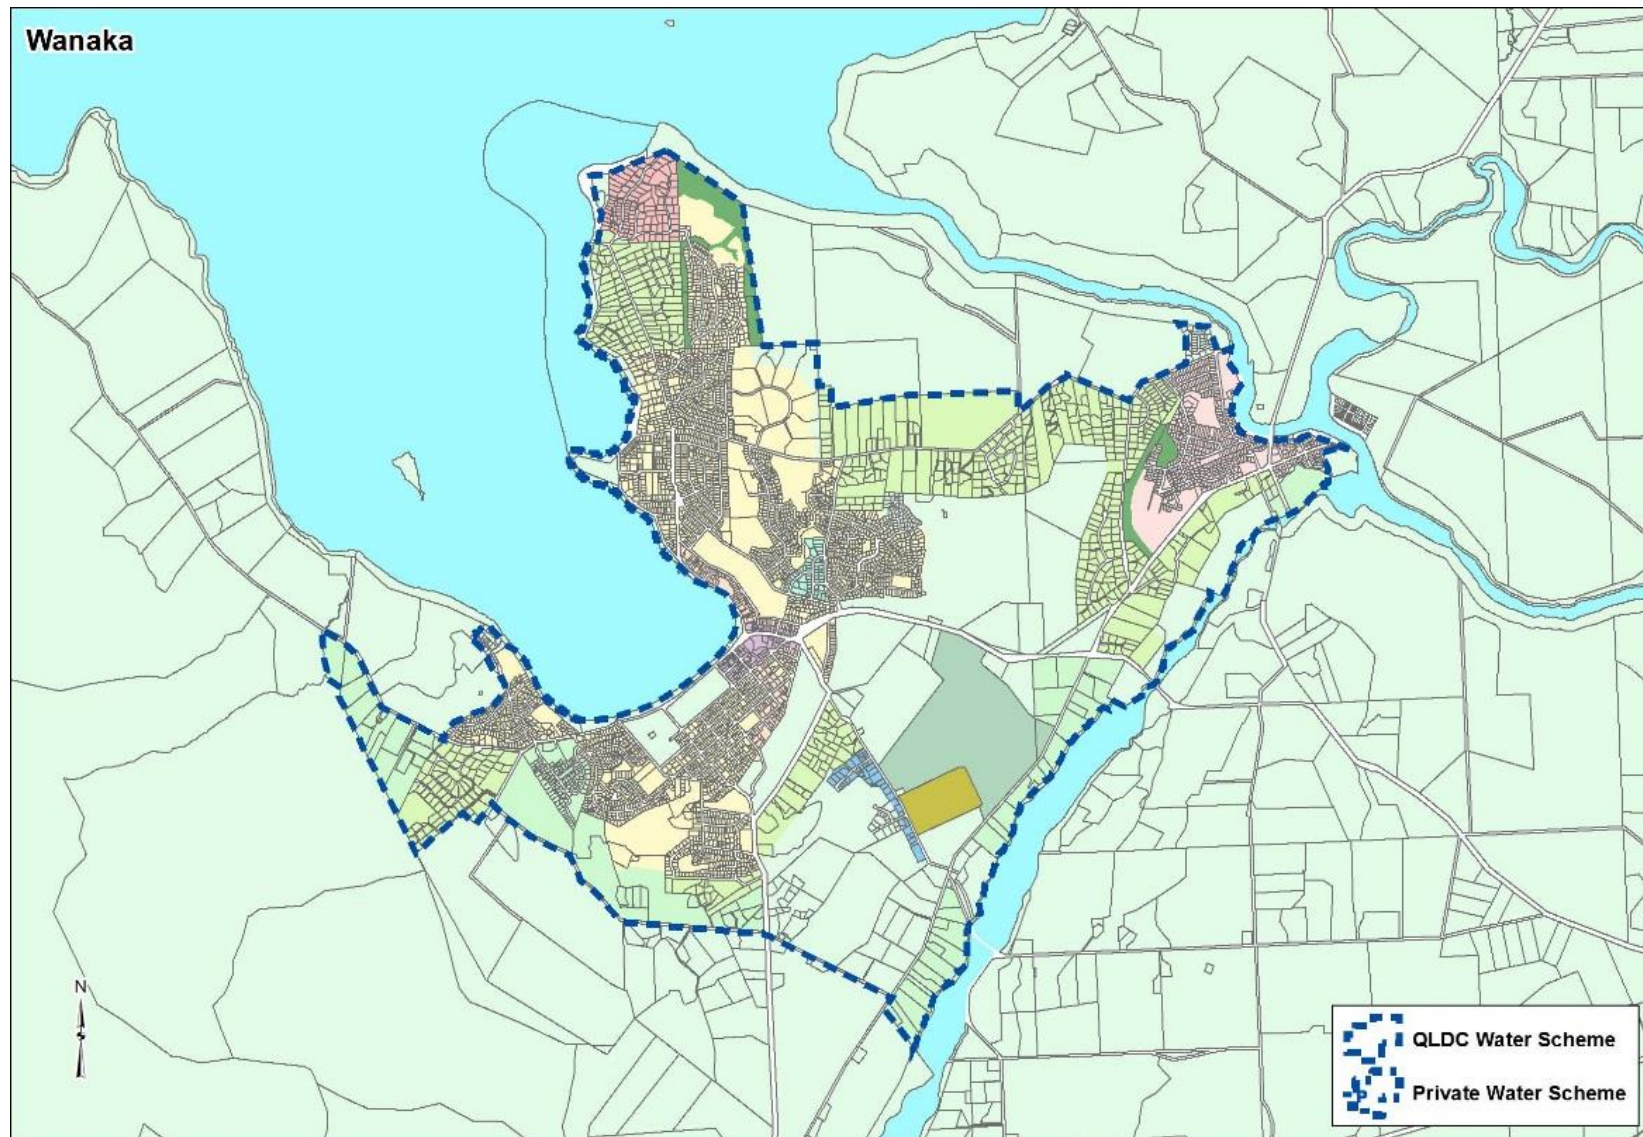 Wanaka
N
QLDC Water Scheme
P
Private Water Scheme